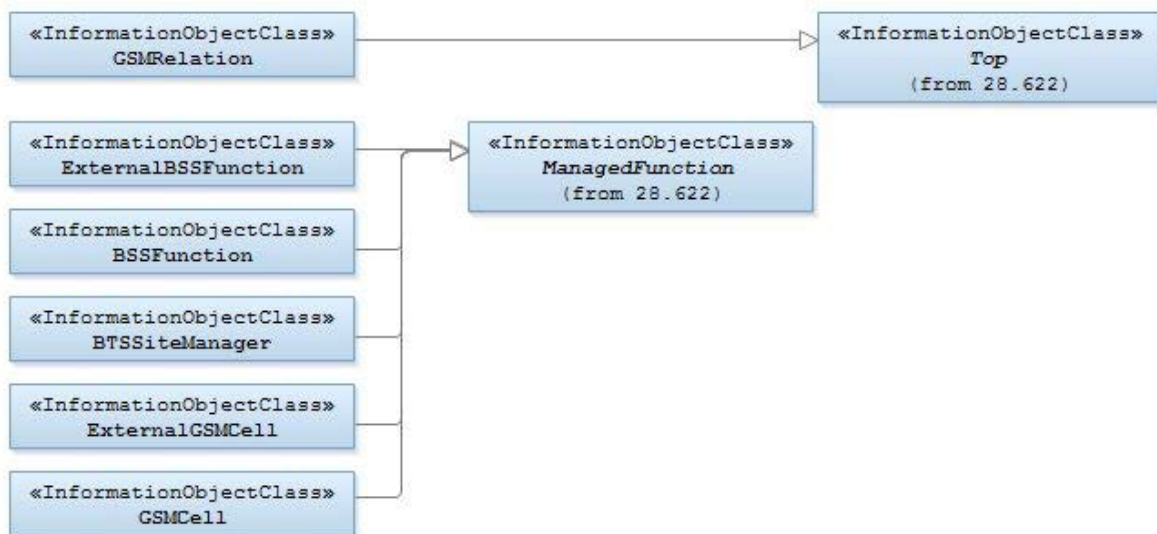 «InformationObjectClass»
GSMRelation
«InformationObjectClass»
Top
(from 28.622)
«InformationObjectClass»
ExternalBSSFunction
«InformationObjectClass»
ManagedFunction
(from 28.622)
«InformationObjectClass»
BSSFunction
«InformationObjectClass»
BTSSiteManager
«InformationObjectClass»
ExternalGSMCell
«InformationObjectClass»
GSMCell